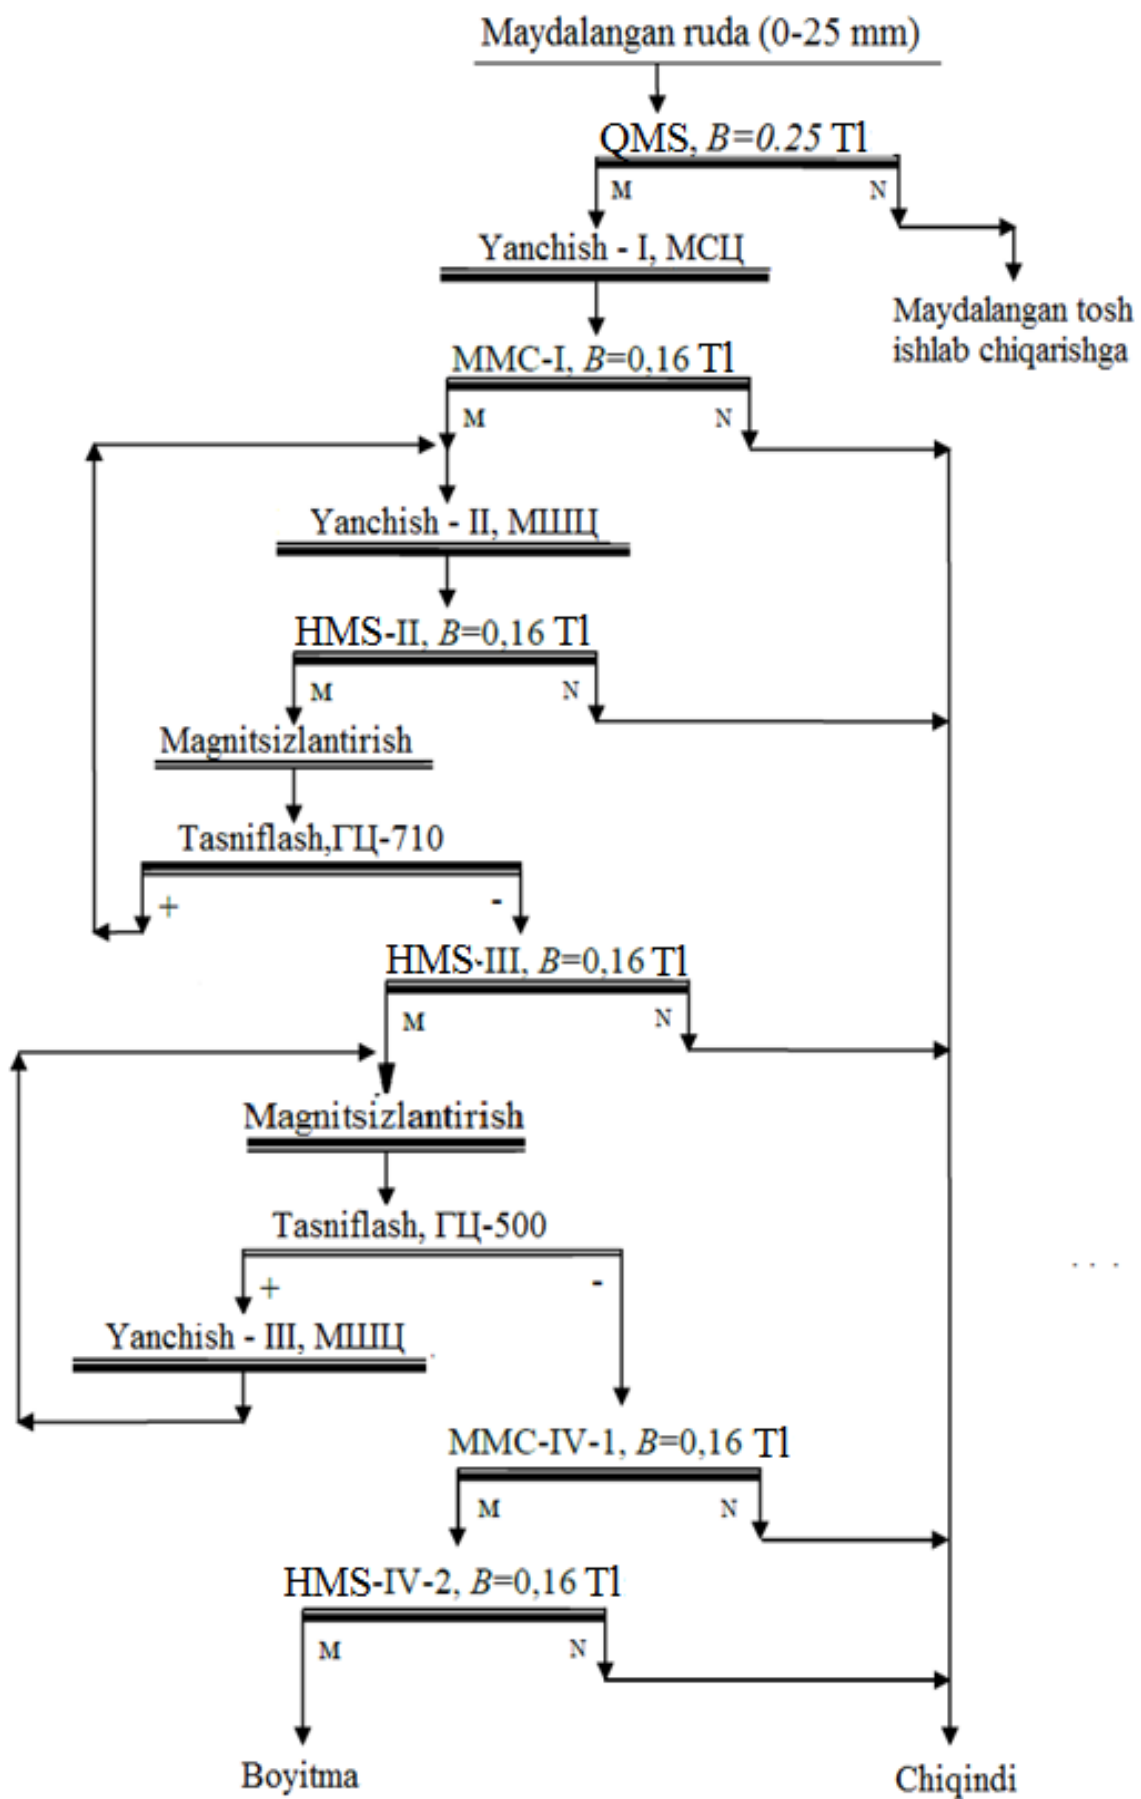 Maydalangan ruda (0-25 mm)
QMS, B=0.25 Tl
M
N
Yanchish - I, МСЦ
Maydalangan tosh
ishlab chiqarishga
MMC-I, B=0,16 Tl
M
N
Yanchish - II, МШЦ
HMS-II, B=0,16 Tl
M
N
Magnitsizlantirish
Tasniflash,ГЦ-710
+
-
HMS-III, B=0,16 Tl
M
N
Magnitsizlantirish
Tasniflash, ГЦ-500
+
-
Yanchish - III, МШЦ
MMC-IV-1, B=0,16 Tl
M
N
HMS-IV-2, B=0,16 Tl
M
N
Boyitma
Chiqindi